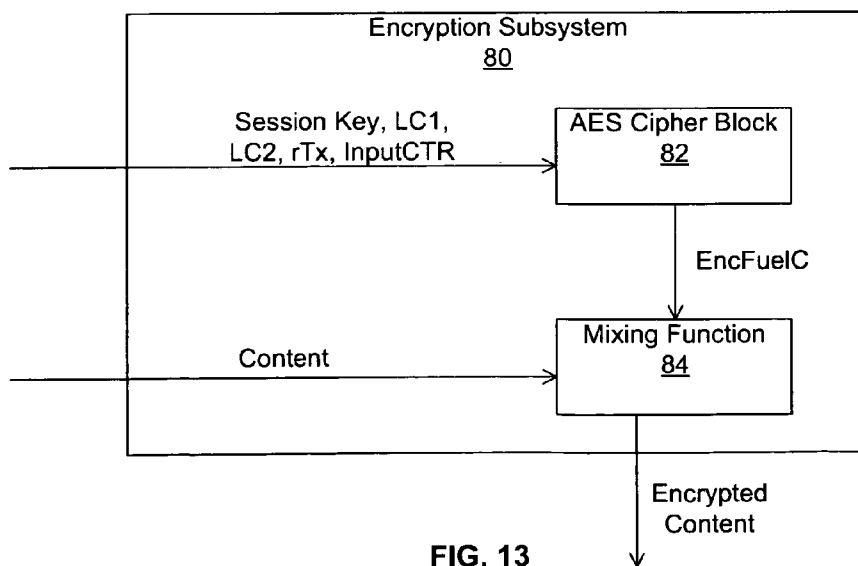 Encryption Subsystem
80
Session Key, LC1,
LC2, rTx, InputCTR
AES Cipher Block
82
EncFuelC
Mixing Function
84
Content
Encrypted
Content
FIG. 13